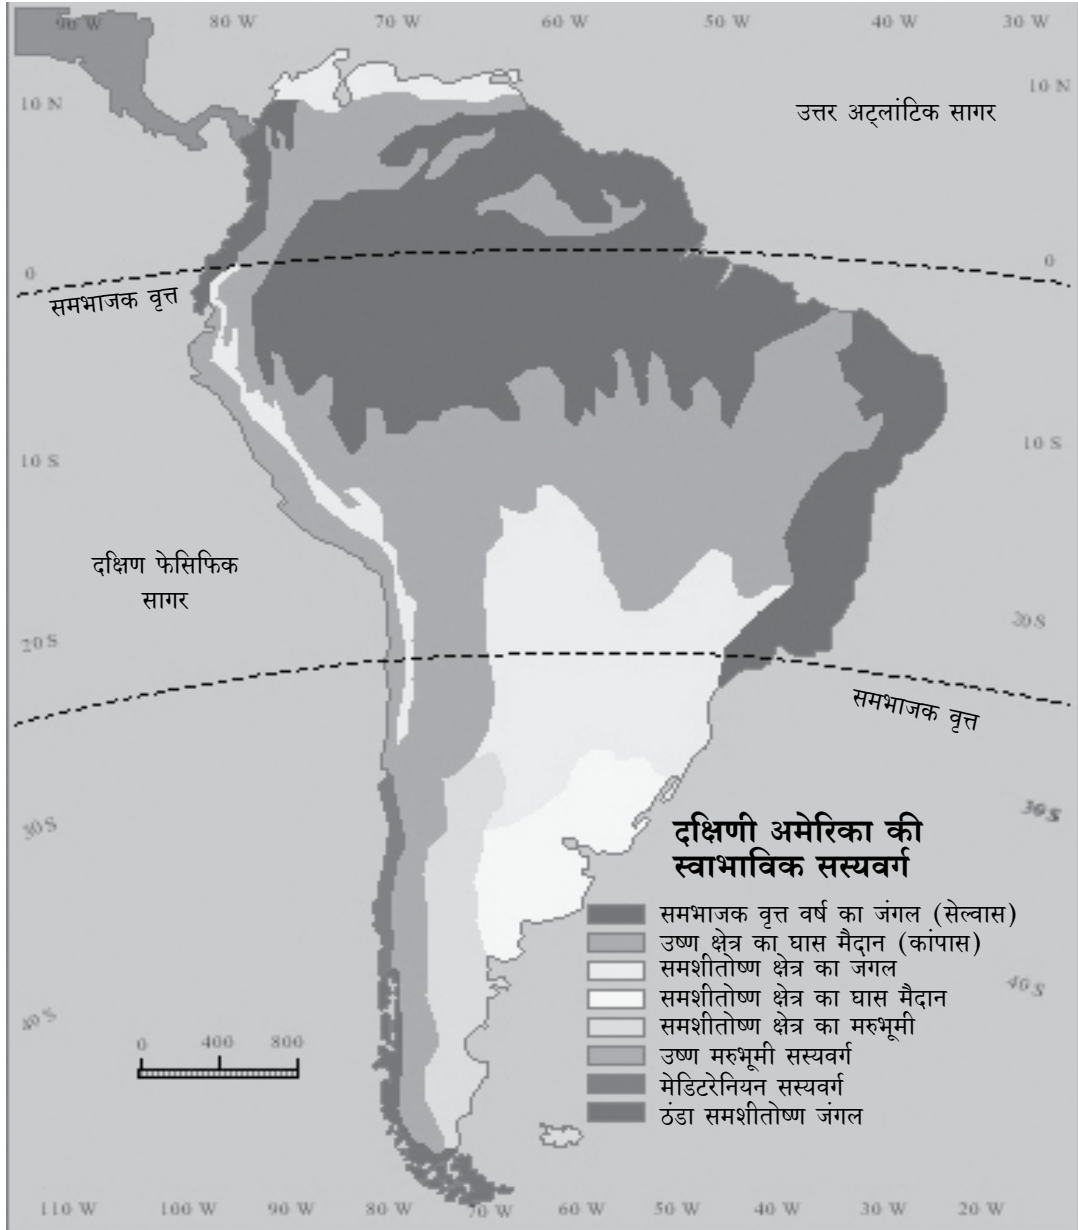 90 W 80 W 70 W 60 W 50 W 40 W 30 W
10 N
10 N
उत्तर अट्लांटिक सागर
0
0
समभाजक वृत्त
10 S
10 S
दक्षिण फेसिफिक
सागर
20 S
20 S
समभाजक वृत्त
30 S
30 S
दक्षिणी अमेरिका की
स्वाभाविक सस्यवर्ग
समभाजक वृत्त वर्ष का जंगल (सेल्वास)
उष्ण क्षेत्र का घास मैदान (कांपास)
समशीतोष्ण क्षेत्र का जंगल
समशीतोष्ण क्षेत्र का घास मैदान
समशीतोष्ण क्षेत्र का मरुभूमी
उष्ण मरुभूमी सस्यवर्ग
मेडिटरेनियन सस्यवर्ग
ठंडा समशीतोष्ण जंगल
40 S
40 S
0 400 800
110 W 100 W 90 W 80 W 70 W 60 W 50 W 40 W 30 W 20 W